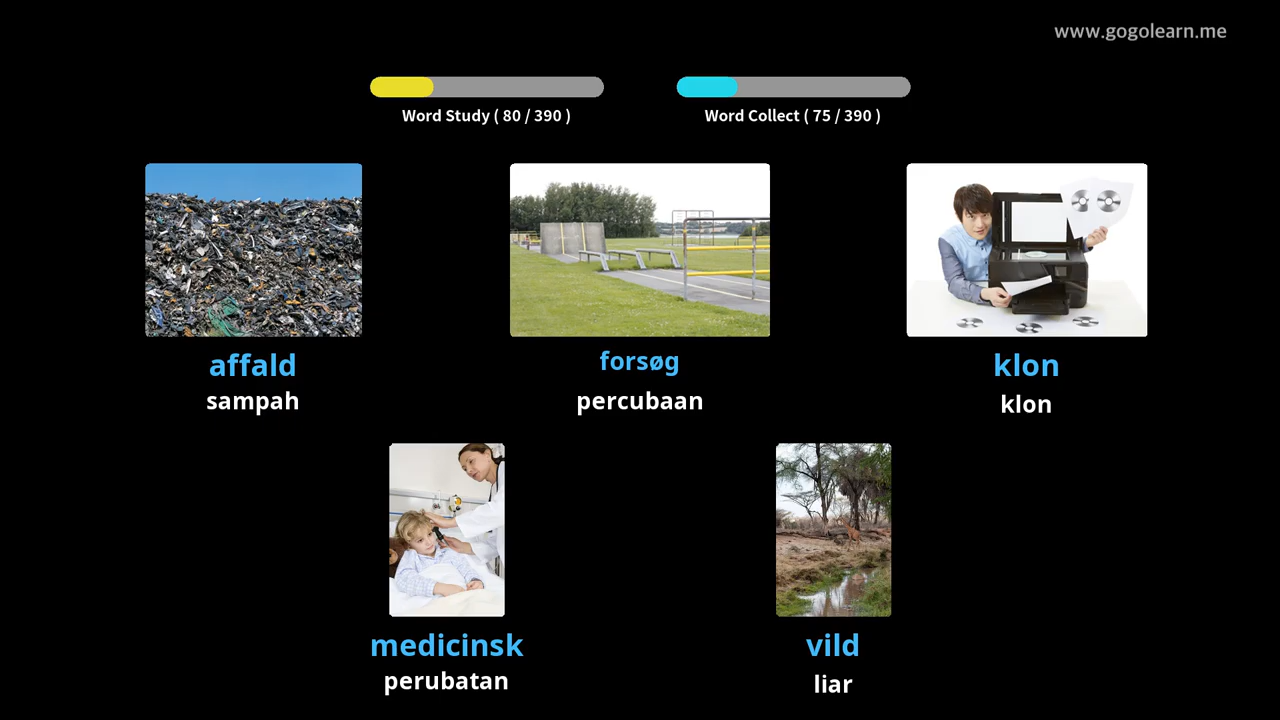 www.gogolearn.me
Word Study ( 80 / 390 )
Word Collect ( 75 / 390 )
affald
sampah
forsøg
percubaan
klon
klon
medicinsk
perubatan
vild
liar